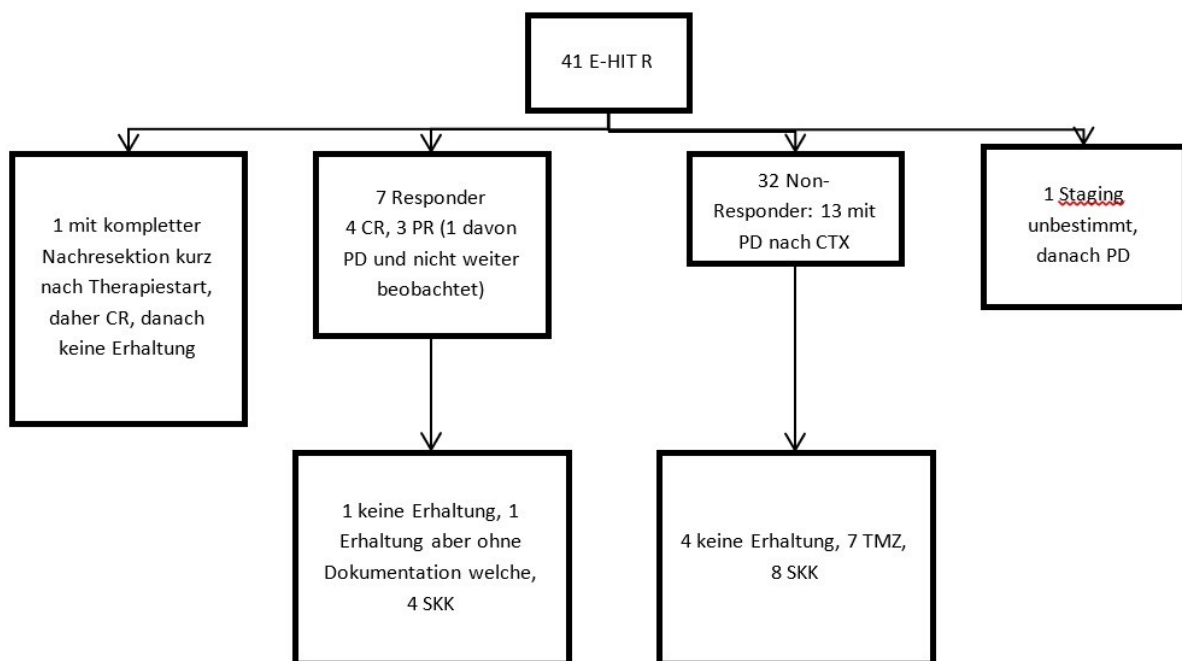 41 E-HIT R
1 mit kompletter
Nachresektion kurz
nach Therapiestart,
daher CR, danach
keine Erhaltung
7 Responder
4 CR, 3 PR (1 davon
PD und nicht weiter
beobachtet)
32 Non-
Responder: 13 mit
PD nach CTX
1 Staging
unbestimmt,
danach PD
1 keine Erhaltung, 1
Erhaltung aber ohne
Dokumentation welche,
4 SKK
4 keine Erhaltung, 7 TMZ,
8 SKK